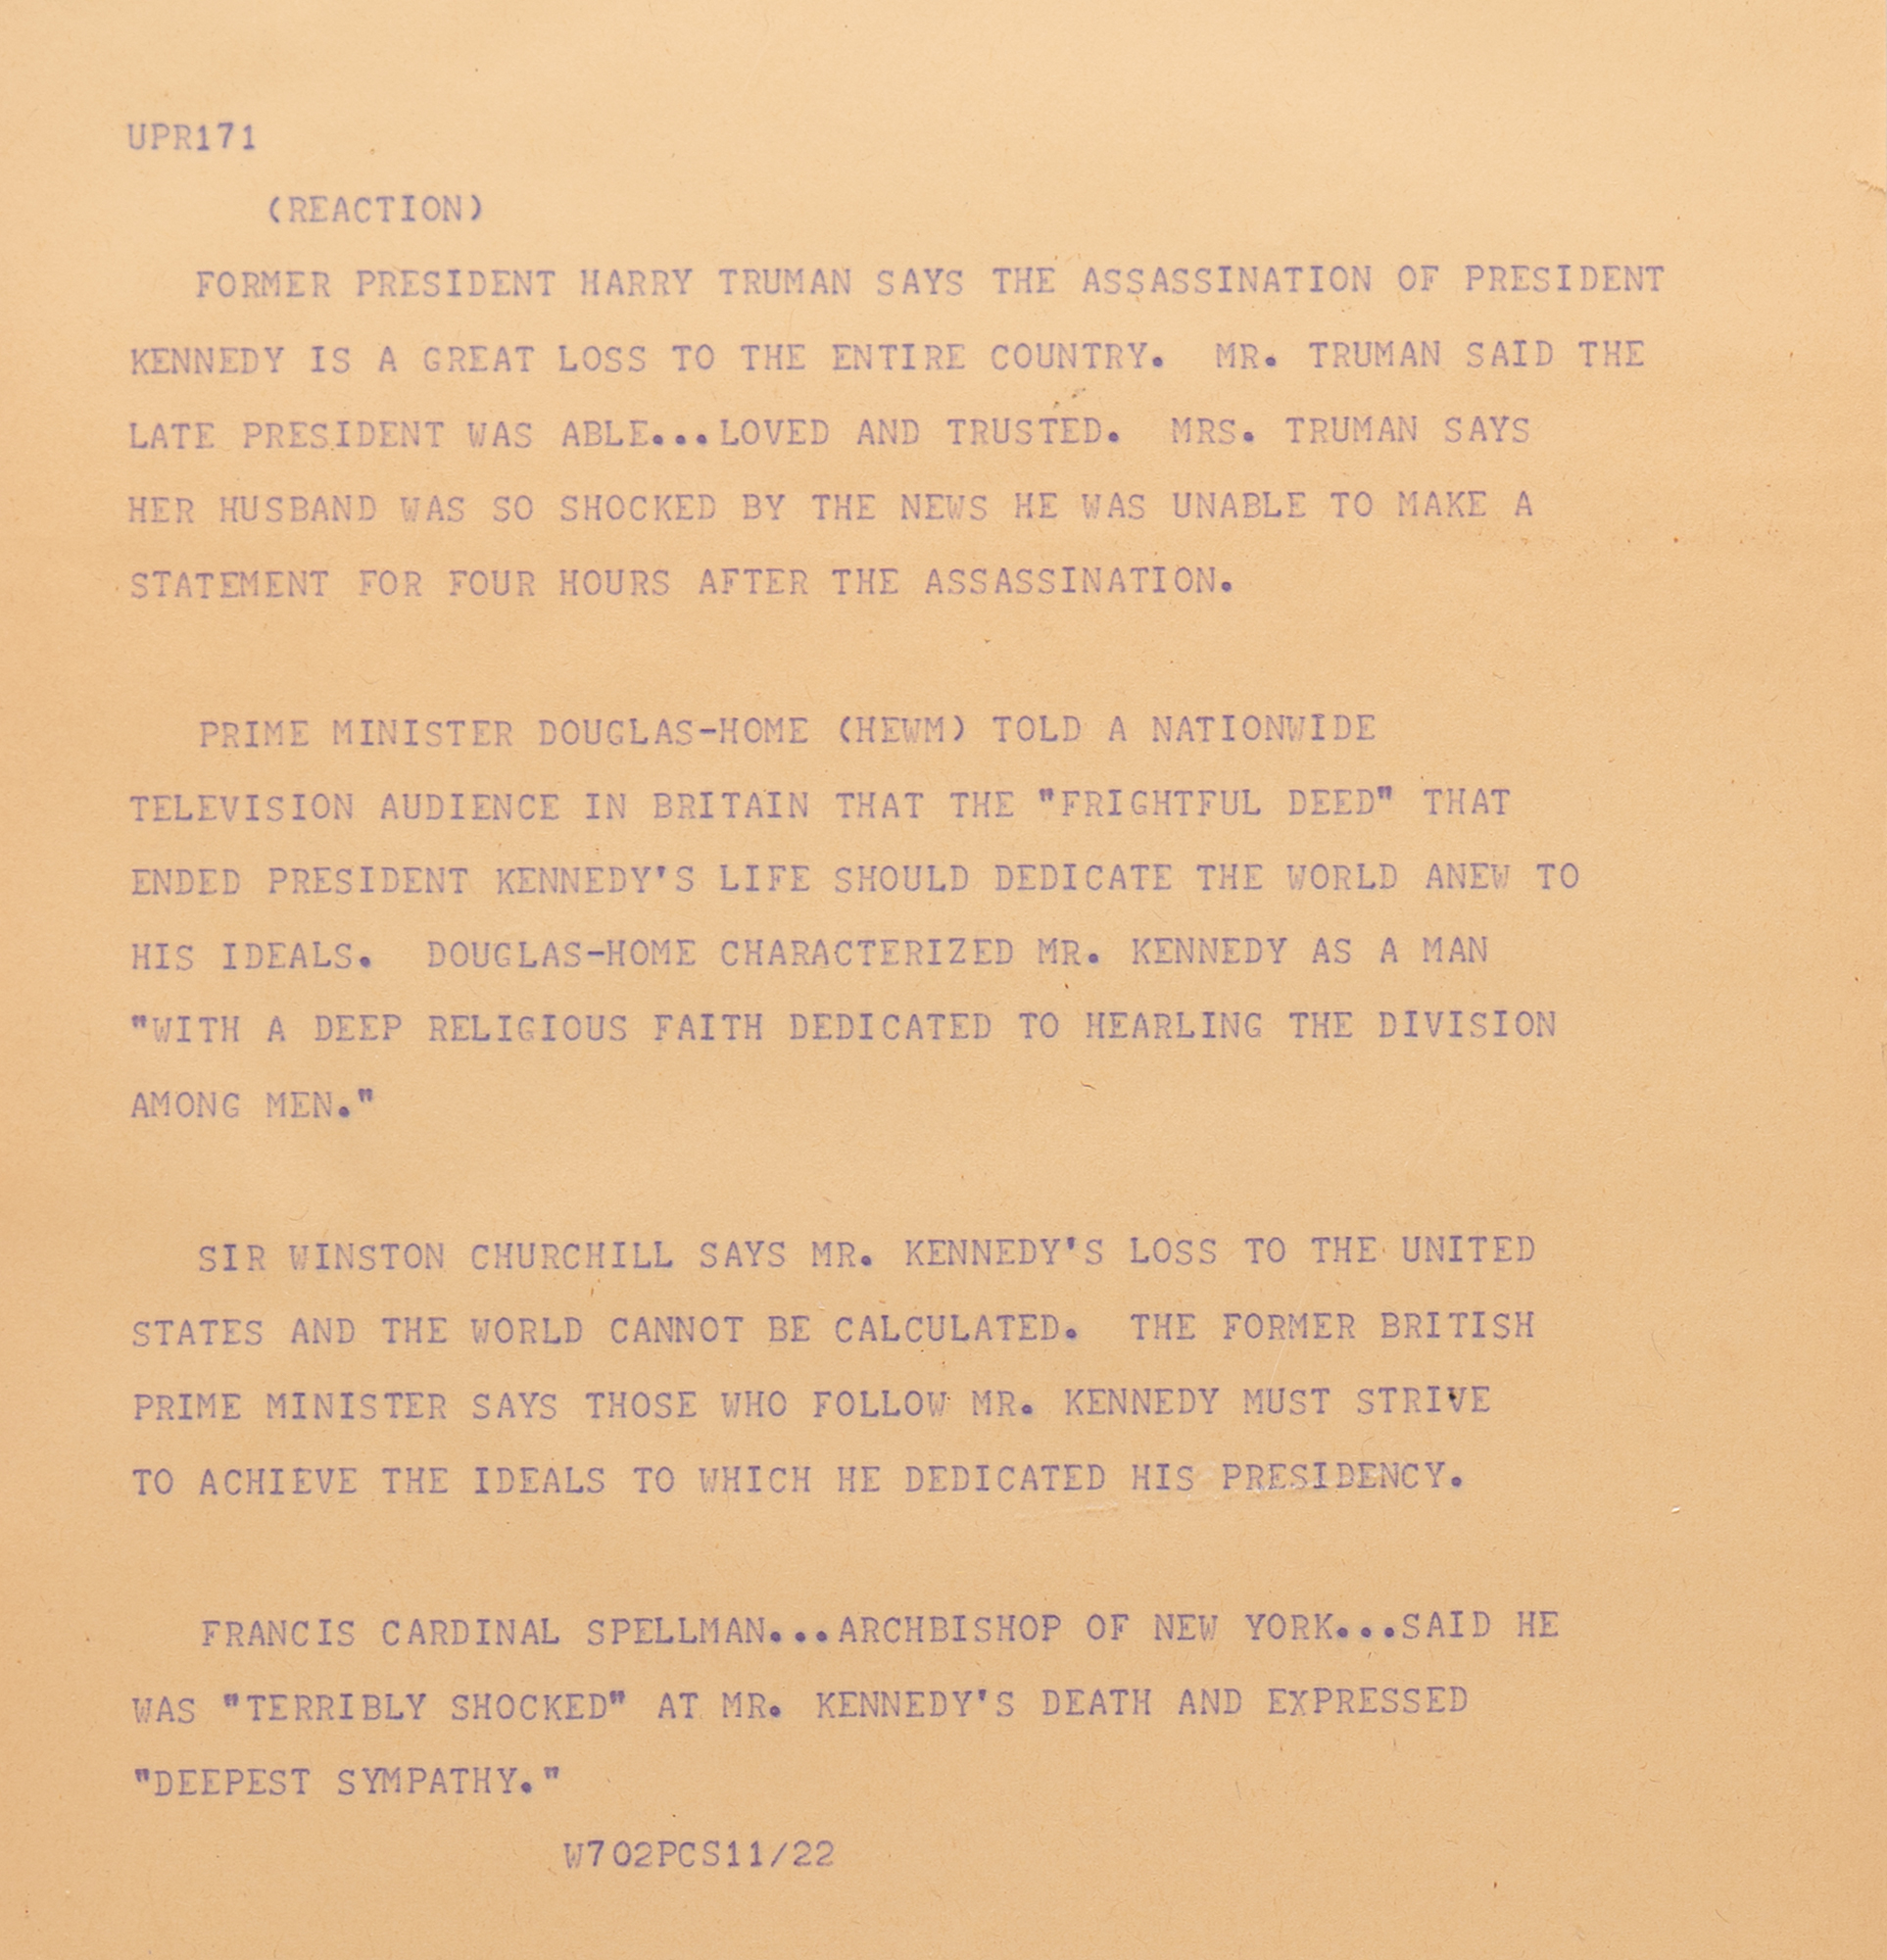 UPR171
(REACTION)
FORMER PRESIDENT HARRY TRUMAN SAYS THE ASSASSINATION OF PRESIDENT
KENNEDY IS A GREAT LOSS TO THE ENTIRE COUNTRY.  MR. TRUMAN SAID THE
LATE PRESIDENT WAS ABLE...LOVED AND TRUSTED.  MRS. TRUMAN SAYS
HER HUSBAND WAS SO SHOCKED BY THE NEWS HE WAS UNABLE TO MAKE A
STATEMENT FOR FOUR HOURS AFTER THE ASSASSINATION.
PRIME MINISTER DOUGLAS-HOME (HEWM) TOLD A NATIONWIDE
TELEVISION AUDIENCE IN BRITAIN THAT THE "FRIGHTFUL DEED" THAT
ENDED PRESIDENT KENNEDY'S LIFE SHOULD DEDICATE THE WORLD ANEW TO
HIS IDEALS.  DOUGLAS-HOME CHARACTERIZED MR. KENNEDY AS A MAN
"WITH A DEEP RELIGIOUS FAITH DEDICATED TO HEARLING THE DIVISION
AMONG MEN."
SIR WINSTON CHURCHILL SAYS MR. KENNEDY'S LOSS TO THE UNITED
STATES AND THE WORLD CANNOT BE CALCULATED.  THE FORMER BRITISH
PRIME MINISTER SAYS THOSE WHO FOLLOW MR. KENNEDY MUST STRIVE
TO ACHIEVE THE IDEALS TO WHICH HE DEDICATED HIS PRESIDENCY.
FRANCIS CARDINAL SPELLMAN...ARCHBISHOP OF NEW YORK...SAID HE
WAS "TERRIBLY SHOCKED" AT MR. KENNEDY'S DEATH AND EXPRESSED
"DEEPEST SYMPATHY."
W702PCS11/22